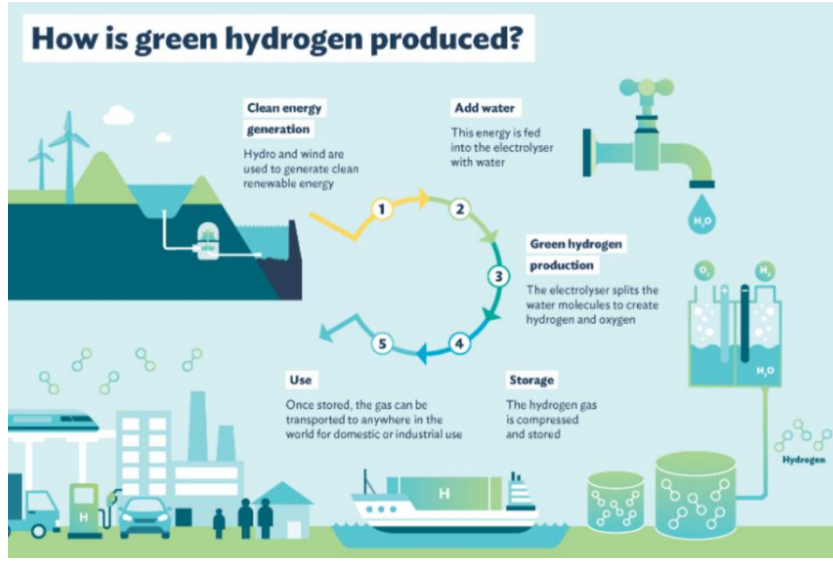 How is green hydrogen produced?
Clean energy
generation
Hydro and wind are
used to generate clean
renewable energy
Add water
This energy is fed
into the electrolyser
with water
H₂O
1
2
3
4
5
Green hydrogen
production
The electrolyser splits the
water molecules to create
hydrogen and oxygen
O₂
H₂
H₂O
Use
Once stored, the gas can be
transported to anywhere in the
world for domestic or industrial use
Storage
The hydrogen gas
is compressed
and stored
Hydrogen
H
H